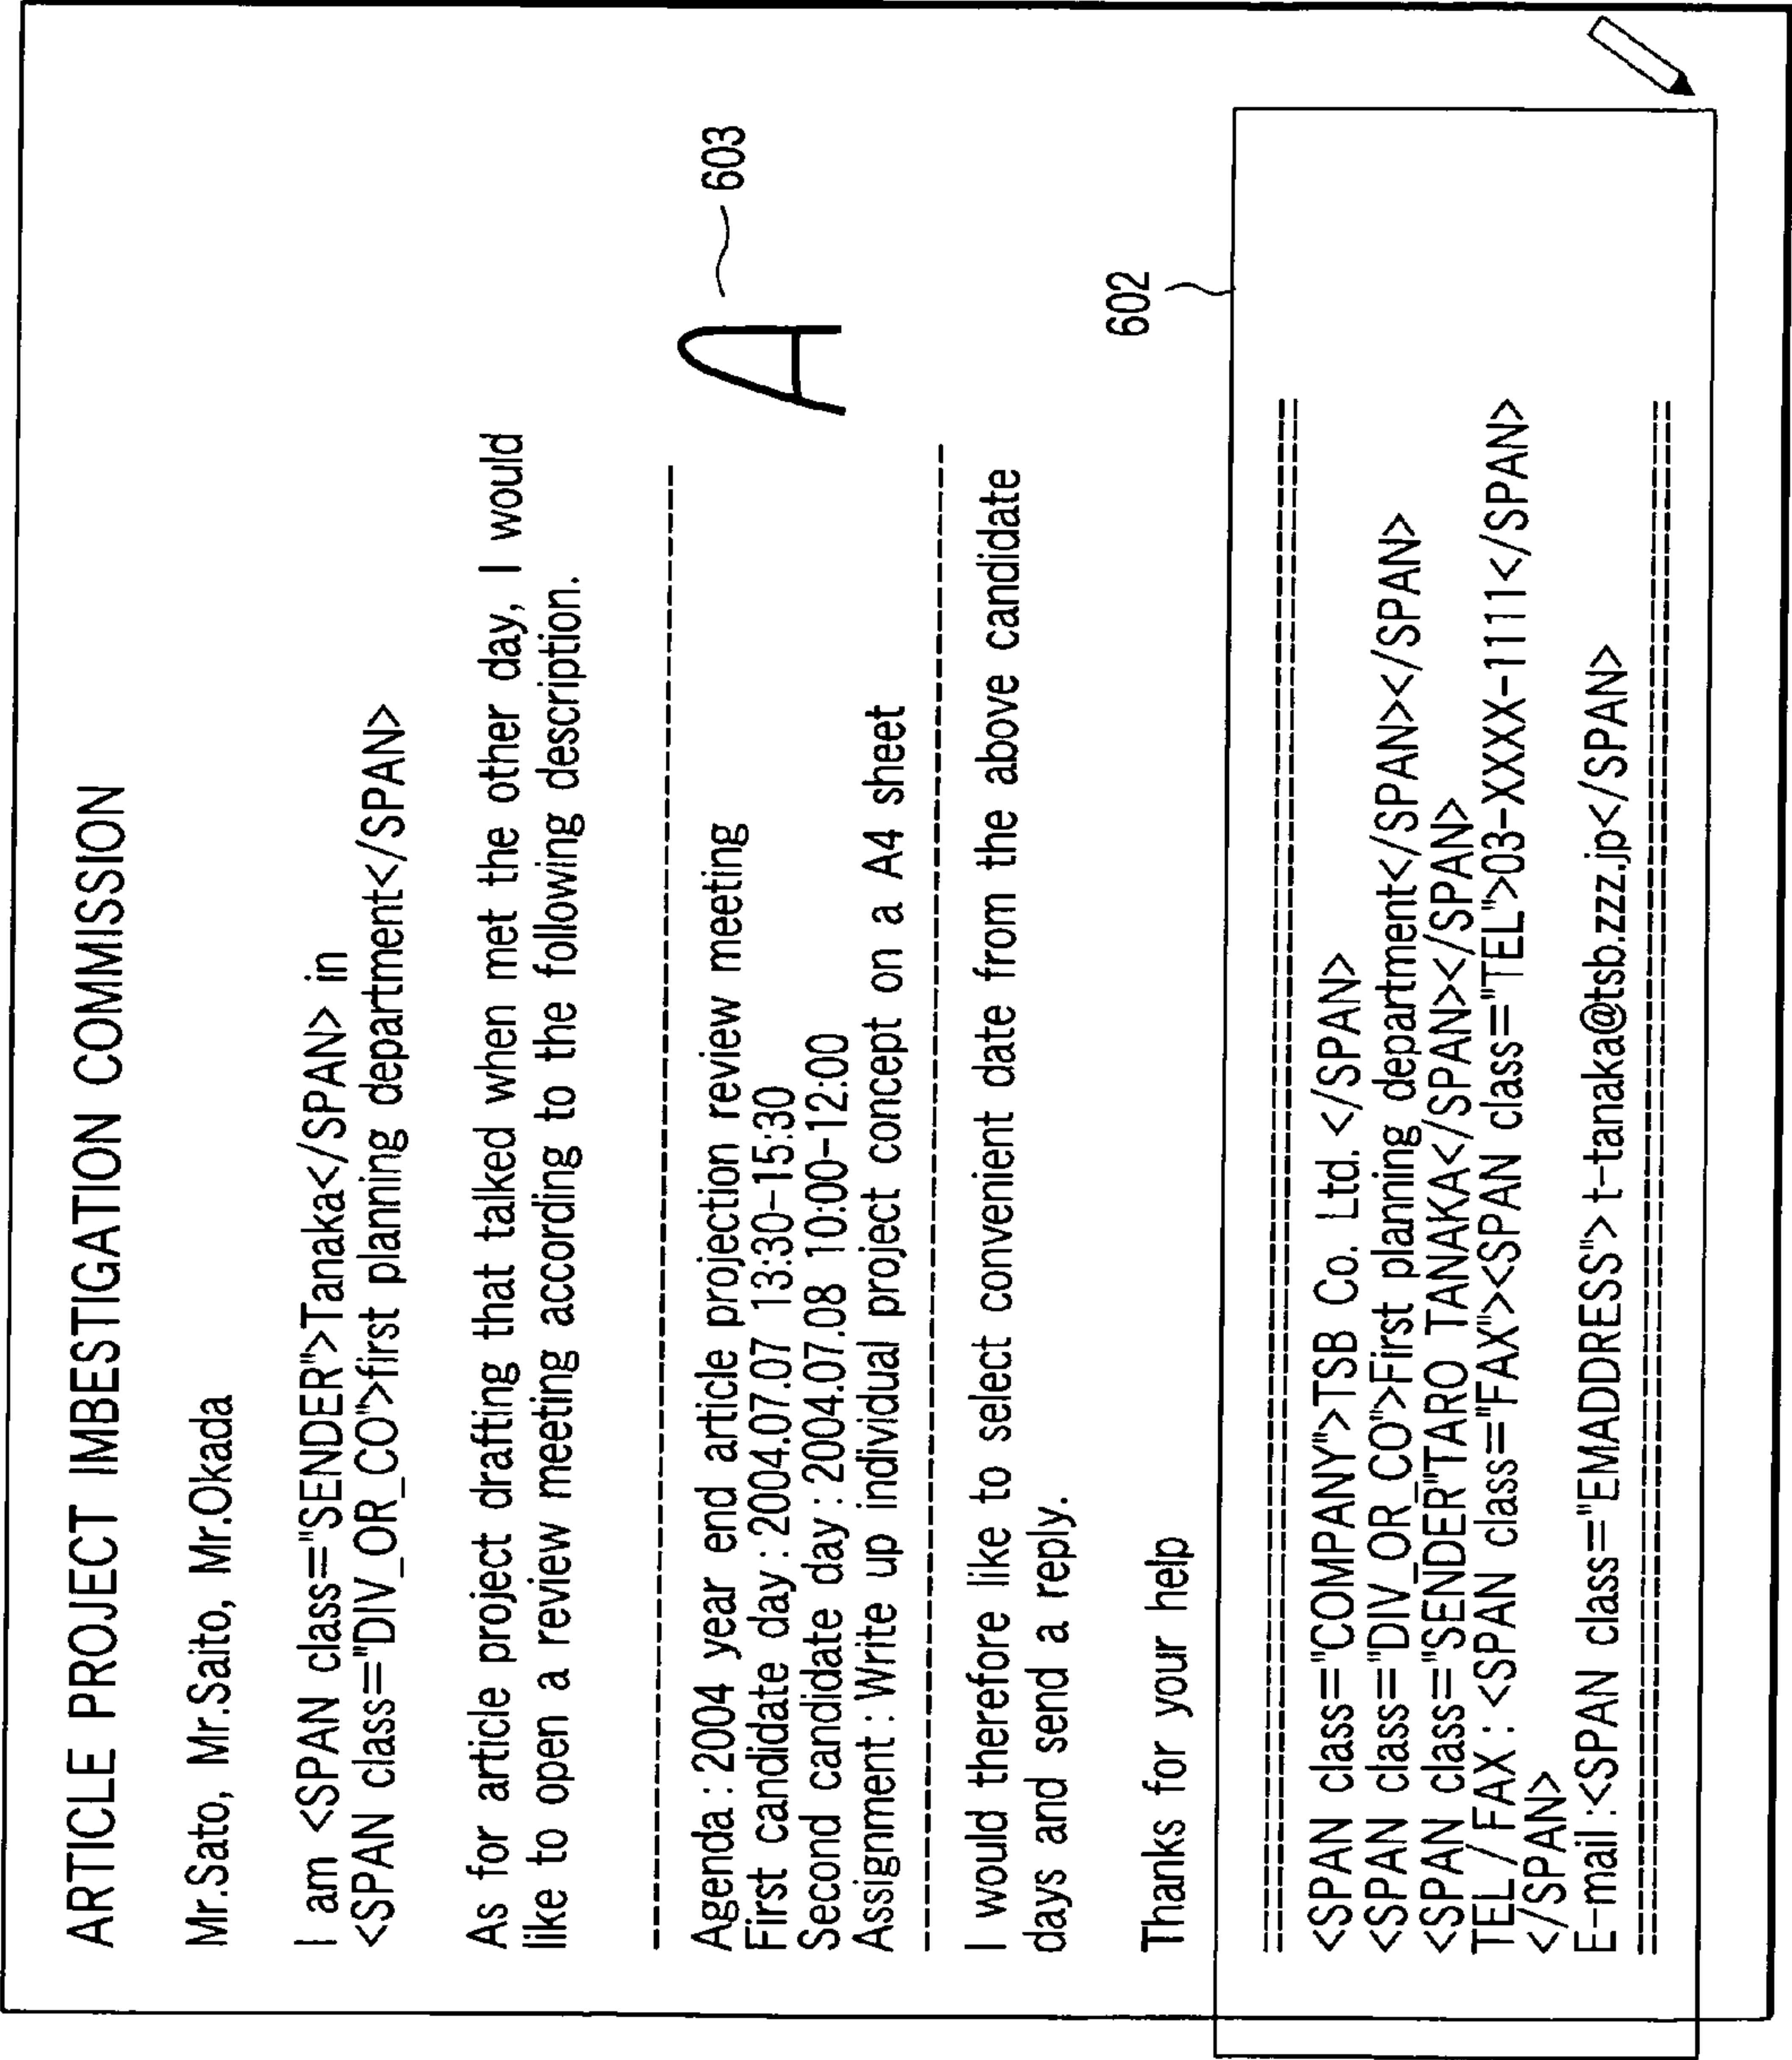 ARTICLE PROJECT IMBESTIGATION COMMISSION
Mr.Sato, Mr.Saito, Mr.Okada
I am <SPAN class="SENDER">Tanaka</SPAN> in
<SPAN class="DIV_OR_CO">first planning department</SPAN>
As for article project drafting that talked when met the other day, I would
like to open a review meeting according to the following description.
Agenda : 2004 year end article projection review meeting
First candidate day : 2004.07.07 13:30-15:30
Second candidate day : 2004.07.08 10:00-12:00
Assignment : Write up individual project concept on a A4 sheet
A
603
I would therefore like to select convenient date from the above candidate
days and send a reply.
Thanks for your help
602
<SPAN class="COMPANY">TSB Co. Ltd. </SPAN>
<SPAN class="DIV_OR_CO">First planning department</SPAN></SPAN>
<SPAN class="SENDER"TARO TANAKA</SPAN></SPAN>
TEL / FAX : <SPAN class="FAX"><SPAN class="TEL">03-XXXX-1111</SPAN>
</SPAN>
E-mail :<SPAN class="EMADDRESS"> t-tanaka@tsb.zzz.jp</SPAN>